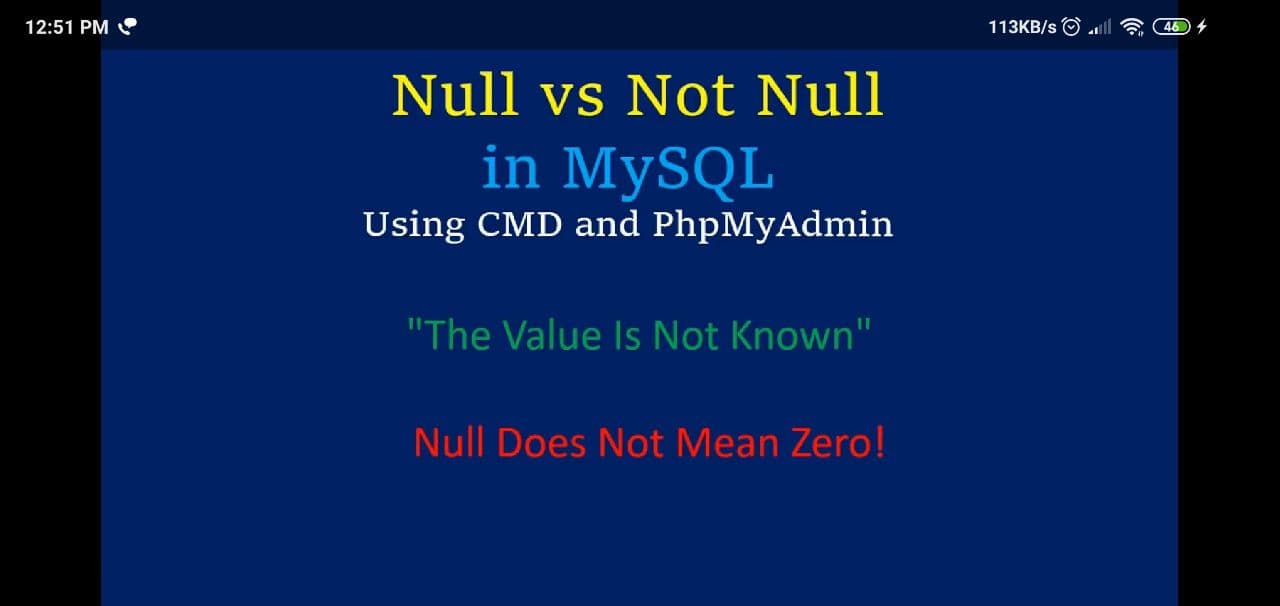 12:51 PM
113KB/s
46
Null vs Not Null
in MySQL
Using CMD and PhpMyAdmin
"The Value Is Not Known"
Null Does Not Mean Zero!